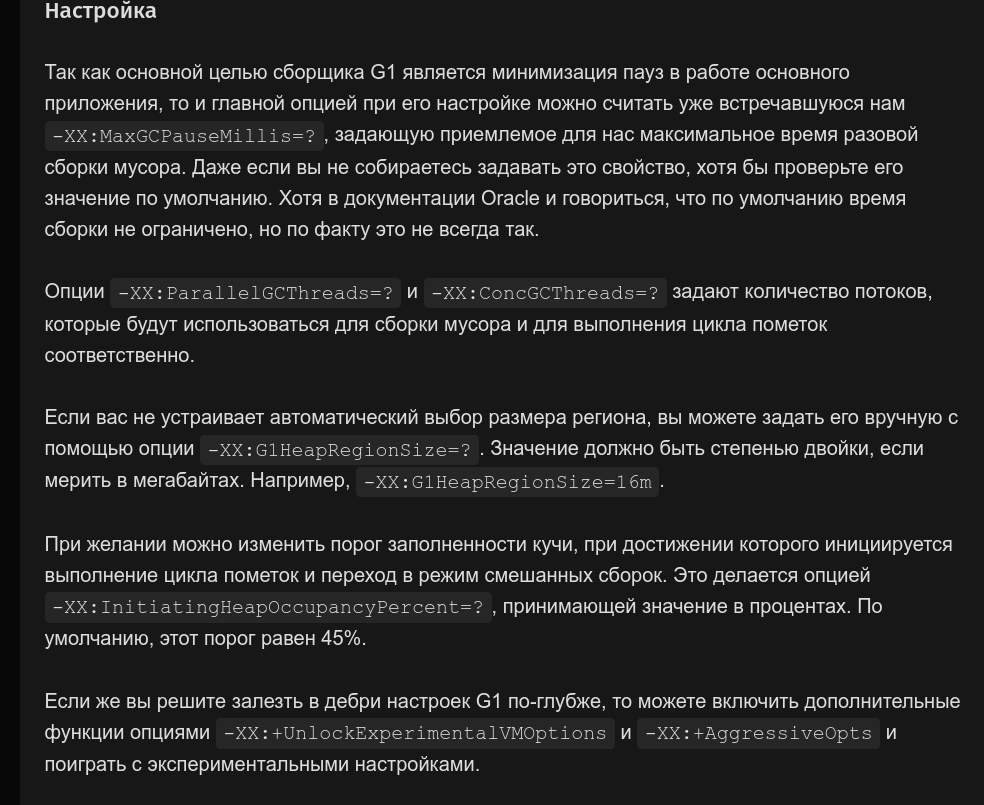 Настройка
Так как основной целью сборщика G1 является минимизация пауз в работе основного
приложения, то и главной опцией при его настройке можно считать уже встречавшуюся нам
-XX:MaxGCPauseMillis=?, задающую приемлемое для нас максимальное время разовой
сборки мусора. Даже если вы не собираетесь задавать это свойство, хотя бы проверьте его
значение по умолчанию. Хотя в документации Oracle и говориться, что по умолчанию время
сборки не ограничено, но по факту это не всегда так.
Опции -XX:ParallelGCThreads=? и -XX:ConcGCThreads=? задают количество потоков,
которые будут использоваться для сборки мусора и для выполнения цикла пометок
соответственно.
Если вас не устраивает автоматический выбор размера региона, вы можете задать его вручную с
помощью опции -XX:G1HeapRegionSize=?. Значение должно быть степенью двойки, если
мерить в мегабайтах. Например, -XX:G1HeapRegionSize=16m.
При желании можно изменить порог заполненности кучи, при достижении которого инициируется
выполнение цикла пометок и переход в режим смешанных сборок. Это делается опцией
-XX:InitiatingHeapOccupancyPercent=?, принимающей значение в процентах. По
умолчанию, этот порог равен 45%.
Если же вы решите залезть в дебри настроек G1 по-глубже, то можете включить дополнительные
функции опциями -XX:+UnlockExperimentalVMOptions и -XX:+AggressiveOpts и
поиграть с экспериментальными настройками.